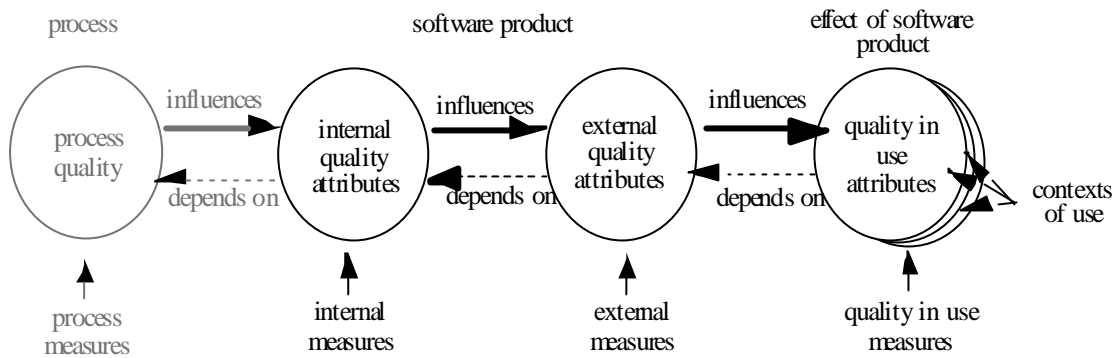 process
software product
effect of software
product
influences
influences
influences
process
quality
internal
quality
attributes
external
quality
attributes
quality in
use
attributes
depends on
depends on
depends on
contexts
of use
process
measures
internal
measures
external
measures
quality in use
measures